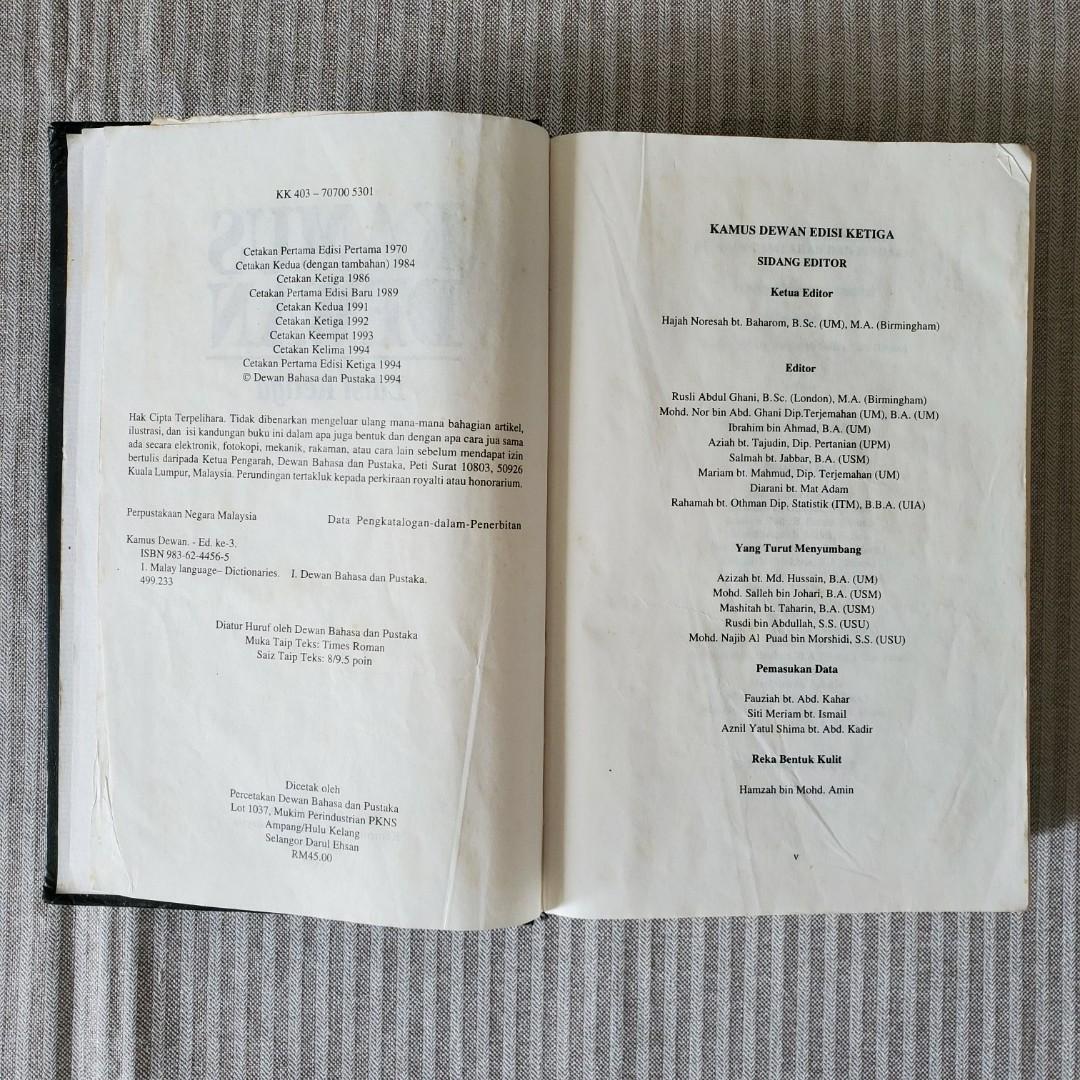 KK 403 – 70700 5301
Cetakan Pertama Edisi Pertama 1970
Cetakan Kedua (dengan tambahan) 1984
Cetakan Ketiga 1986
Cetakan Pertama Edisi Baru 1989
Cetakan Kedua 1991
Cetakan Ketiga 1992
Cetakan Keempat 1993
Cetakan Kelima 1994
Cetakan Pertama Edisi Ketiga 1994
© Dewan Bahasa dan Pustaka 1994
Hak Cipta Terpelihara. Tidak dibenarkan mengeluar ulang mana-mana bahagian artikel,
ilustrasi, dan isi kandungan buku ini dalam apa juga bentuk dan dengan apa cara jua sama
ada secara elektronik, fotokopi, mekanik, rakaman, atau cara lain sebelum mendapat izin
bertulis daripada Ketua Pengarah, Dewan Bahasa dan Pustaka, Peti Surat 10803, 50926
Kuala Lumpur, Malaysia. Perundingan tertakluk kepada perkiraan royalti atau honorarium.
Perpustakaan Negara Malaysia Data Pengkatalogan-dalam-Penerbitan
Kamus Dewan. - Ed. ke-3.
ISBN 983-62-4456-5
1. Malay language– Dictionaries. I. Dewan Bahasa dan Pustaka.
499.233
Diatur Huruf oleh Dewan Bahasa dan Pustaka
Muka Taip Teks: Times Roman
Saiz Taip Teks: 8/9.5 poin
Dicetak oleh
Percetakan Dewan Bahasa dan Pustaka
Lot 1037, Mukim Perindustrian PKNS
Ampang/Hulu Kelang
Selangor Darul Ehsan
RM45.00
KAMUS DEWAN EDISI KETIGA
SIDANG EDITOR
Ketua Editor
Hajah Noresah bt. Baharom, B.Sc. (UM), M.A. (Birmingham)
Editor
Rusli Abdul Ghani, B.Sc. (London), M.A. (Birmingham)
Mohd. Nor bin Abd. Ghani Dip.Terjemahan (UM), B.A. (UM)
Ibrahim bin Ahmad, B.A. (UM)
Aziah bt. Tajudin, Dip. Pertanian (UPM)
Salmah bt. Jabbar, B.A. (USM)
Mariam bt. Mahmud, Dip. Terjemahan (UM)
Diarani bt. Mat Adam
Rahamah bt. Othman Dip. Statistik (ITM), B.B.A. (UIA)
Yang Turut Menyumbang
Azizah bt. Md. Hussain, B.A. (UM)
Mohd. Salleh bin Johari, B.A. (USM)
Mashitah bt. Taharin, B.A. (USM)
Rusdi bin Abdullah, S.S. (USU)
Mohd. Najib Al Puad bin Morshidi, S.S. (USU)
Pemasukan Data
Fauziah bt. Abd. Kahar
Siti Meriam bt. Ismail
Aznil Yatul Shima bt. Abd. Kadir
Reka Bentuk Kulit
Hamzah bin Mohd. Amin
v